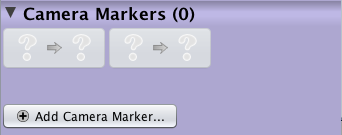 Camera Markers (0)
? ➔ ? ? ➔ ?
Add Camera Marker...